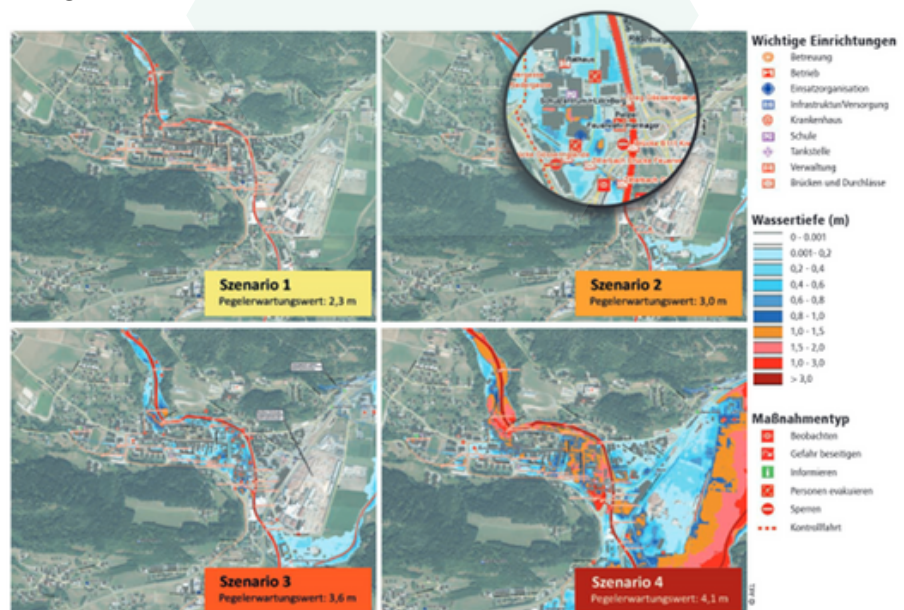 Szenario 1
Pegelerwartungswert: 2,3 m
Szenario 2
Pegelerwartungswert: 3,0 m
Rathaus
Polizei
Szenario 3
Pegelerwartungswert: 3,6 m
Szenario 4
Pegelerwartungswert: 4,1 m
Wichtige Einrichtungen
Betreuung
Betrieb
Einsatzorganisation
Infrastruktur/Versorgung
Krankenhaus
Schule
Tankstelle
Verwaltung
Brücken und Durchlässe
Wassertiefe (m)
0 - 0.001
0.001- 0,2
0,2 - 0,4
0,4 - 0,6
0,6 - 0,8
0,8 - 1,0
1,0 - 1,5
1,5 - 2,0
1,0 - 3,0
> 3,0
Maßnahmentyp
Beobachten
Gefahr beseitigen
Informieren
Personen evakuieren
Sperren
Kontrollfahrt